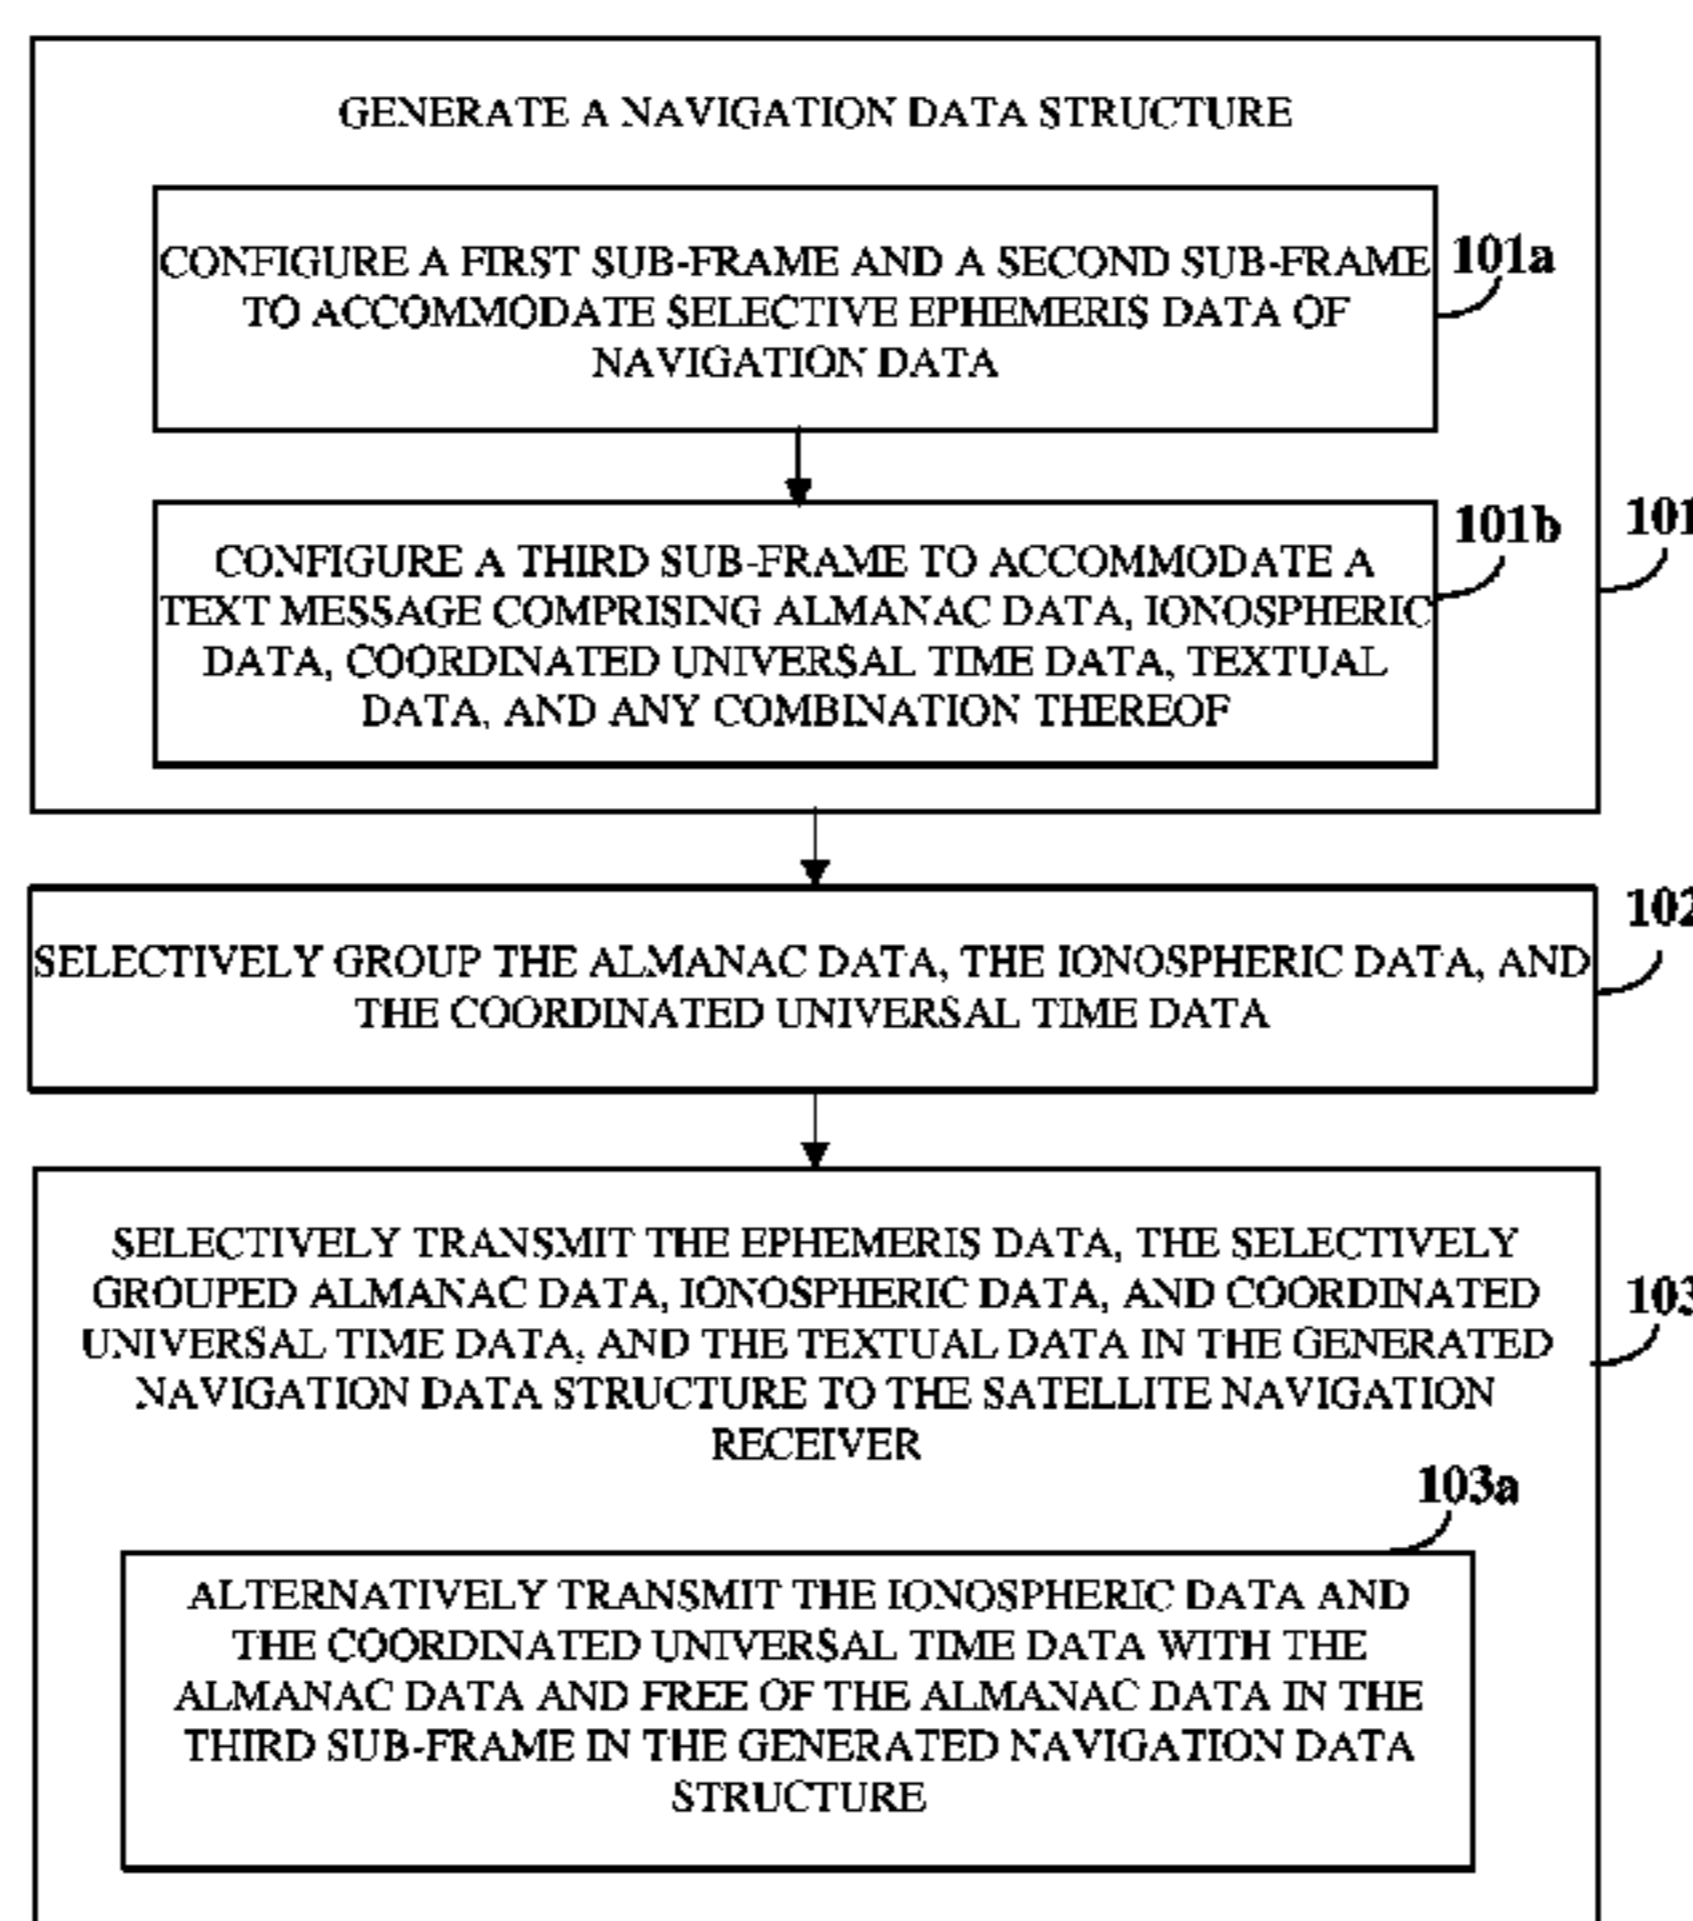 GENERATE A NAVIGATION DATA STRUCTURE
CONFIGURE A FIRST SUB-FRAME AND A SECOND SUB-FRAME
TO ACCOMMODATE SELECTIVE EPHEMERIS DATA OF
NAVIGATION DATA
101a
CONFIGURE A THIRD SUB-FRAME TO ACCOMMODATE A
TEXT MESSAGE COMPRISING ALMANAC DATA, IONOSPHERIC
DATA, COORDINATED UNIVERSAL TIME DATA, TEXTUAL
DATA, AND ANY COMBINATION THEREOF
101b
101
SELECTIVELY GROUP THE ALMANAC DATA, THE IONOSPHERIC DATA, AND
THE COORDINATED UNIVERSAL TIME DATA
102
SELECTIVELY TRANSMIT THE EPHEMERIS DATA, THE SELECTIVELY
GROUPED ALMANAC DATA, IONOSPHERIC DATA, AND COORDINATED
UNIVERSAL TIME DATA, AND THE TEXTUAL DATA IN THE GENERATED
NAVIGATION DATA STRUCTURE TO THE SATELLITE NAVIGATION
RECEIVER
103
103a
ALTERNATIVELY TRANSMIT THE IONOSPHERIC DATA AND
THE COORDINATED UNIVERSAL TIME DATA WITH THE
ALMANAC DATA AND FREE OF THE ALMANAC DATA IN THE
THIRD SUB-FRAME IN THE GENERATED NAVIGATION DATA
STRUCTURE